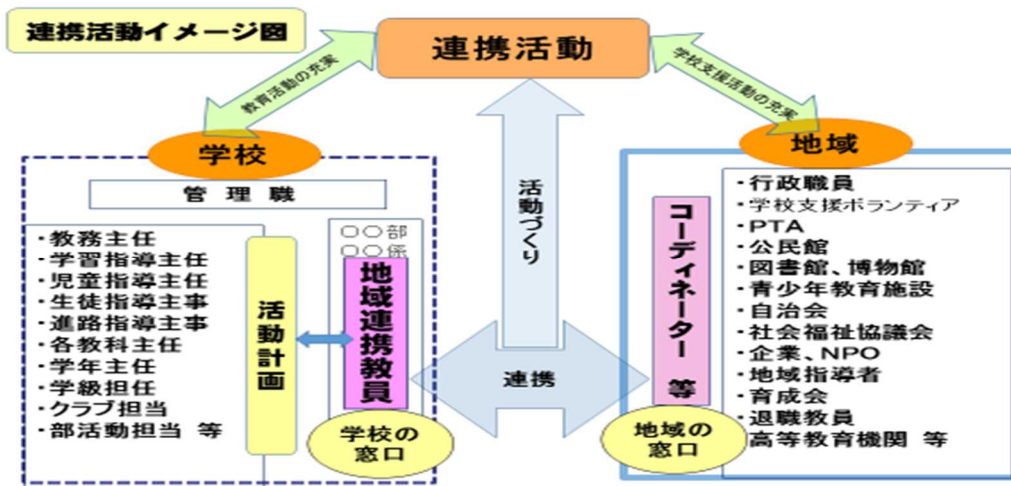 連携活動イメージ図
連携活動
教育活動の充実
学校支援活動の充実
学校
管理職
・教務主任
・学習指導主任
・児童指導主任
・生徒指導主事
・進路指導主事
・各教科主任
・学年主任
・学級担任
・クラブ担当
・部活動担当 等
活動計画
○○部
○○係
地域連携教員
学校の
窓口
活動づくり
連携
地域
コーディネーター 等
地域の
窓口
・行政職員
・学校支援ボランティア
・PTA
・公民館
・図書館、博物館
・青少年教育施設
・自治会
・社会福祉協議会
・企業、NPO
・地域指導者
・育成会
・退職教員
・高等教育機関 等